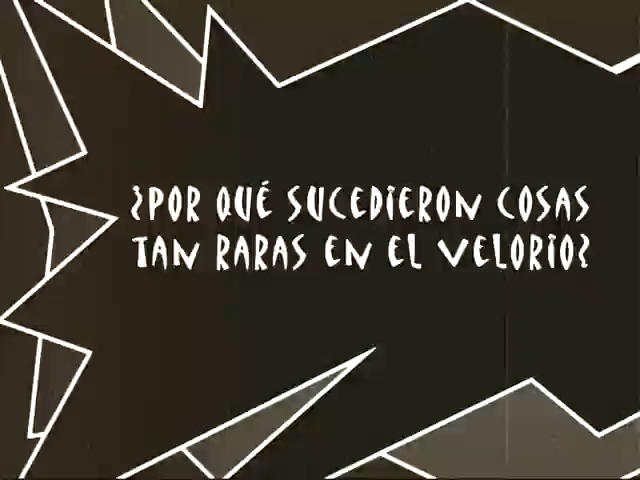 ¿POR QUÉ SUCEDIERON COSAS
TAN RARAS EN EL VELORIO?